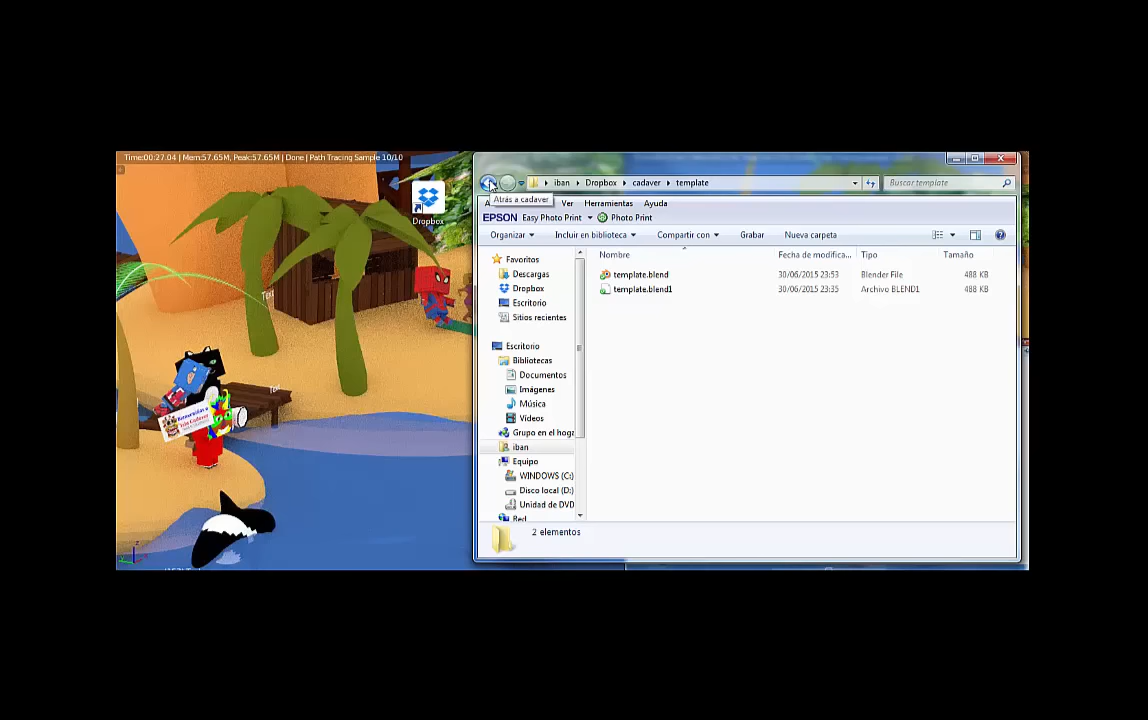 Time:00:27.04 | Mem:57.65M, Peak:57.65M | Done | Path Tracing Sample 10/10
Dropbox
Text
Text
Bienvenidos a
iban Dropbox cadaver template
Buscar template
Atrás a cadaver
Ver Herramientas Ayuda
EPSON Easy Photo Print Photo Print
Organizar Incluir en biblioteca Compartir con Grabar Nueva carpeta
Nombre Fecha de modifica... Tipo Tamaño
template.blend 30/06/2015 23:53 Blender File 488 KB
template.blend1 30/06/2015 23:35 Archivo BLEND1 488 KB
Favoritos
Descargas
Dropbox
Escritorio
Sitios recientes
Escritorio
Bibliotecas
Documentos
Imágenes
Música
Vídeos
Grupo en el hoga
iban
Equipo
WINDOWS (C:)
Disco local (D:)
Unidad de DVD
Red
2 elementos